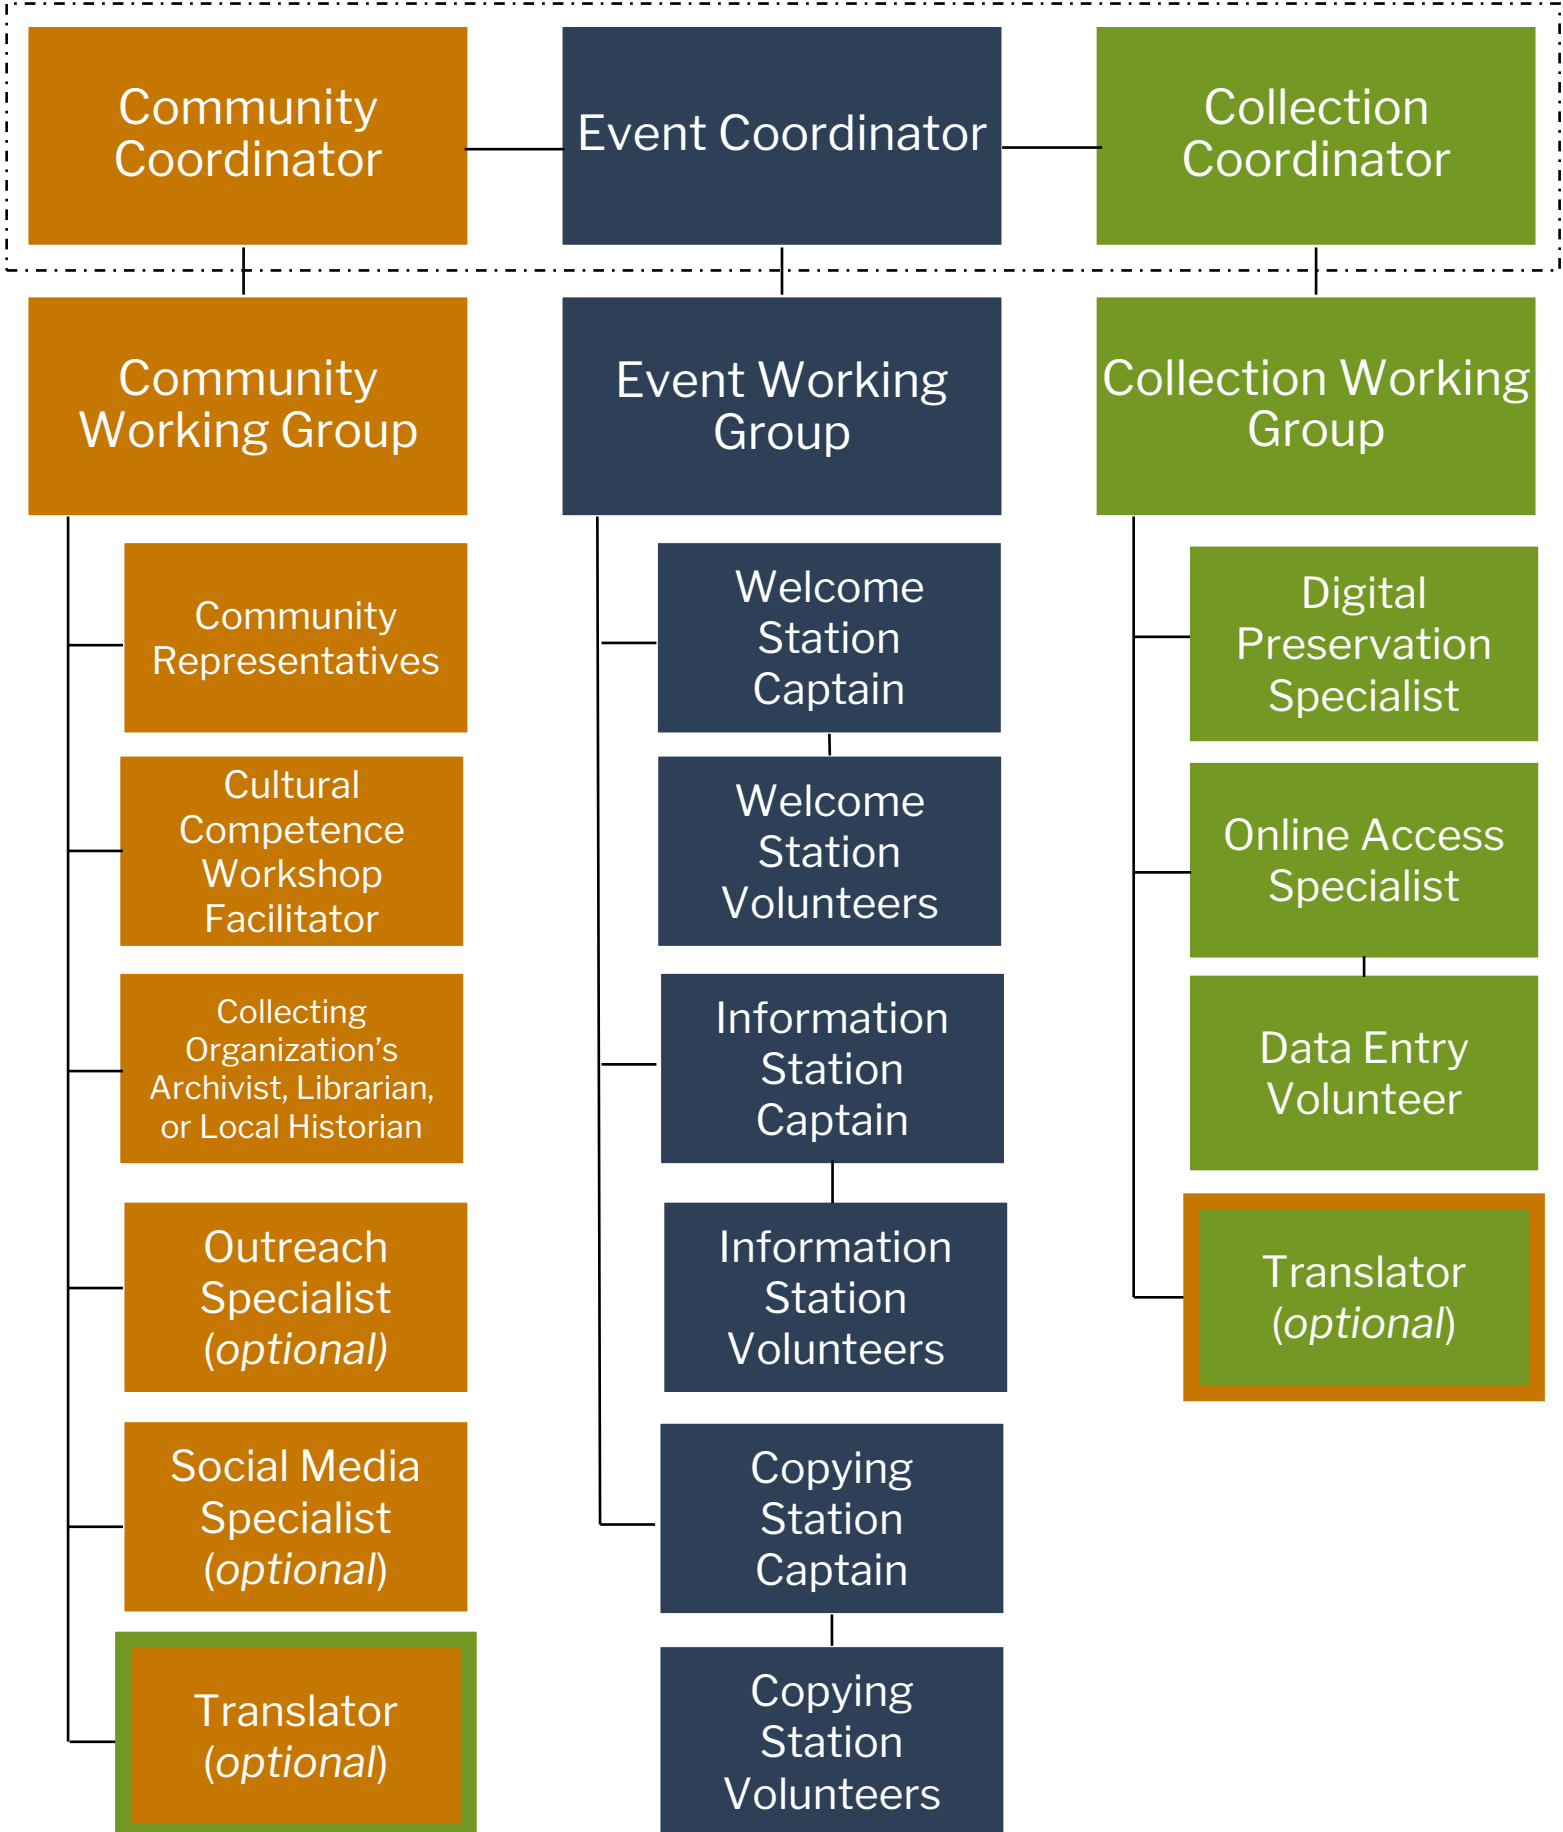 Community
Coordinator
Event Coordinator
Collection
Coordinator
Community
Working Group
Event Working
Group
Collection Working
Group
Community
Representatives
Cultural
Competence
Workshop
Facilitator
Collecting
Organization’s
Archivist, Librarian,
or Local Historian
Outreach
Specialist
(optional)
Social Media
Specialist
(optional)
Translator
(optional)
Welcome
Station
Captain
Welcome
Station
Volunteers
Information
Station
Captain
Information
Station
Volunteers
Copying
Station
Captain
Copying
Station
Volunteers
Digital
Preservation
Specialist
Online Access
Specialist
Data Entry
Volunteer
Translator
(optional)